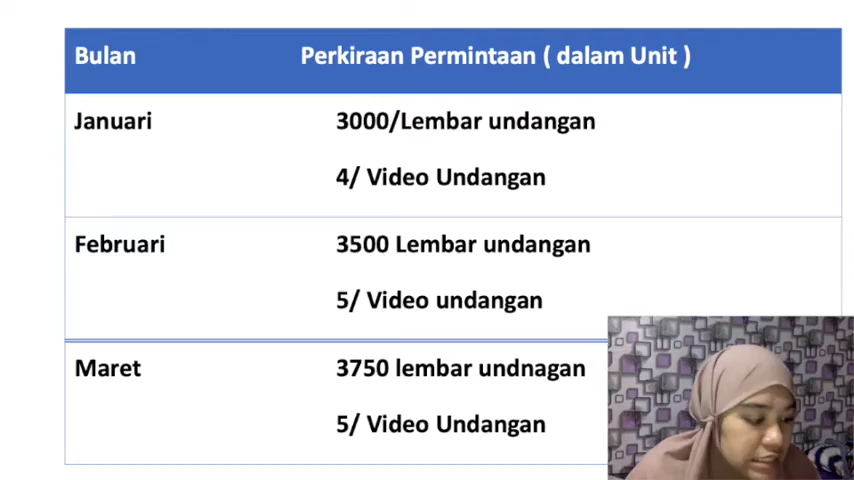 Bulan Perkiraan Permintaan ( dalam Unit )
Januari 3000/Lembar undangan
4/ Video Undangan
Februari 3500 Lembar undangan
5/ Video undangan
Maret 3750 lembar undnagan
5/ Video Undangan